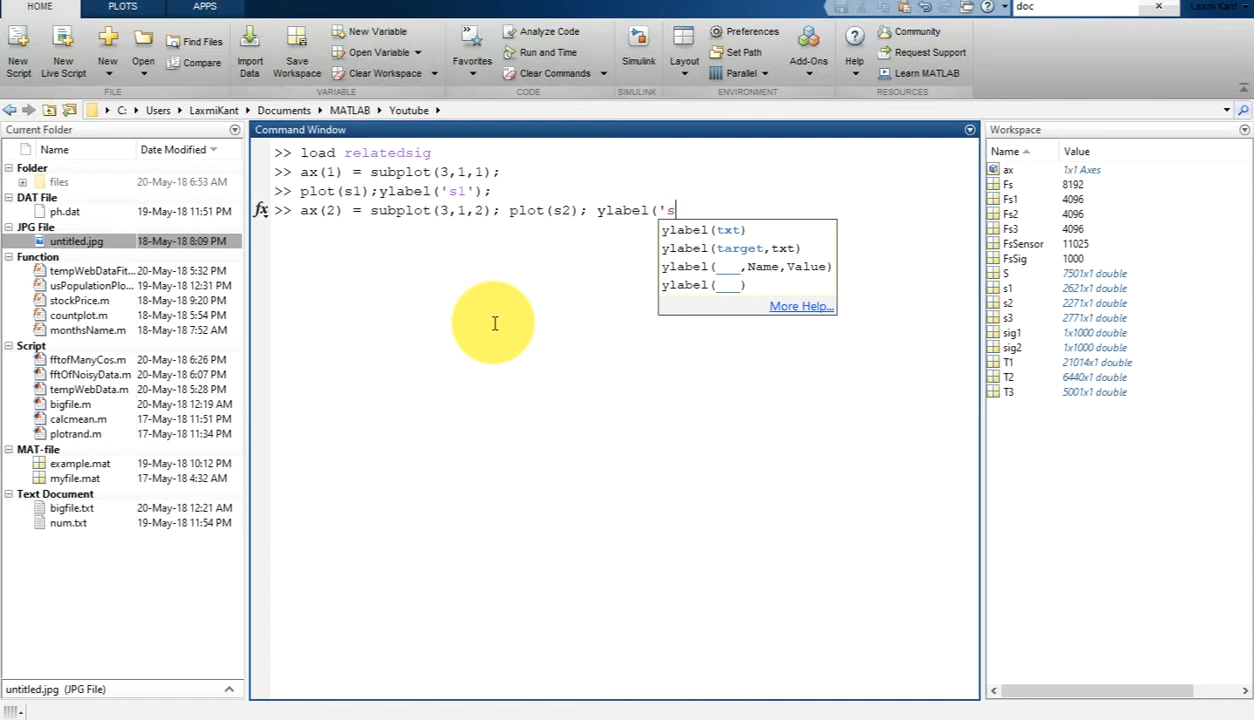 HOME PLOTS APPS doc Laxmi Kant
New Script
New Live Script
New
Open
Find Files
Compare
Import Data
Save Workspace
New Variable
Open Variable
Clear Workspace
Favorites
Analyze Code
Run and Time
Clear Commands
Simulink
Layout
Preferences
Set Path
Parallel
Add-Ons
Help
Community
Request Support
Learn MATLAB
FILE VARIABLE CODE SIMULINK ENVIRONMENT RESOURCES
C: Users LaxmiKant Documents MATLAB Youtube
Current Folder
Name Date Modified
Folder
files 20-May-18 6:53 AM
DAT File
ph.dat 19-May-18 11:51 PM
JPG File
untitled.jpg 18-May-18 8:09 PM
Function
tempWebDataFit... 20-May-18 5:32 PM
usPopulationPlo... 19-May-18 12:31 PM
stockPrice.m 18-May-18 9:20 PM
countplot.m 18-May-18 5:54 PM
monthsName.m 18-May-18 7:52 AM
Script
fftofManyCos.m 20-May-18 6:26 PM
fftOfNoisyData.m 20-May-18 6:07 PM
tempWebData.m 20-May-18 5:28 PM
bigfile.m 20-May-18 12:19 AM
calcmean.m 17-May-18 11:51 PM
plotrand.m 17-May-18 11:34 PM
MAT-file
example.mat 19-May-18 10:12 PM
myfile.mat 17-May-18 4:32 AM
Text Document
bigfile.txt 20-May-18 12:21 AM
num.txt 19-May-18 11:54 PM
untitled.jpg (JPG File)
Command Window
>> load relatedsig
>> ax(1) = subplot(3,1,1);
>> plot(s1);ylabel('s1');
fx >> ax(2) = subplot(3,1,2); plot(s2); ylabel('s
ylabel(txt)
ylabel(target,txt)
ylabel(___,Name,Value)
ylabel(___)
More Help...
Workspace
Name Value
ax 1x1 Axes
Fs 8192
Fs1 4096
Fs2 4096
Fs3 4096
FsSensor 11025
FsSig 1000
S 7501x1 double
s1 2621x1 double
s2 2271x1 double
s3 2771x1 double
sig1 1x1000 double
sig2 1x1000 double
T1 21014x1 double
T2 6440x1 double
T3 5001x1 double